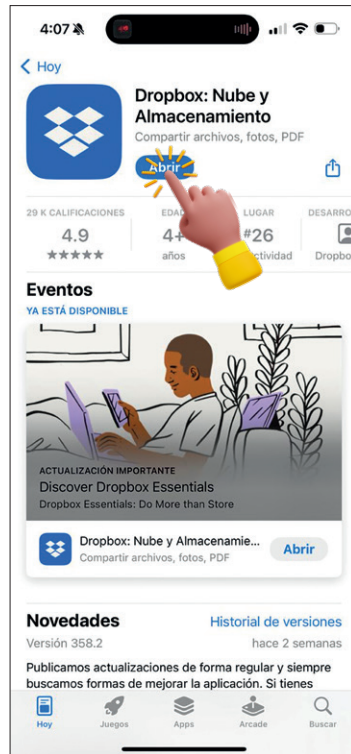 4:07
Hoy
Dropbox: Nube y
Almacenamiento
Compartir archivos, fotos, PDF
Abrir
29 K CALIFICACIONES
LUGAR
DESARRO
4.9
4+
#26
años
Dropbo
Eventos
YA ESTÁ DISPONIBLE
ACTUALIZACIÓN IMPORTANTE
Discover Dropbox Essentials
Dropbox Essentials: Do More than Store
Dropbox: Nube y Almacenamie...
Compartir archivos, fotos, PDF
Abrir
Novedades
Historial de versiones
Versión 358.2
hace 2 semanas
Publicamos actualizaciones de forma regular y siempre
buscamos formas de mejorar la aplicación. Si tienes
Hoy
Juegos
Apps
Arcade
Buscar